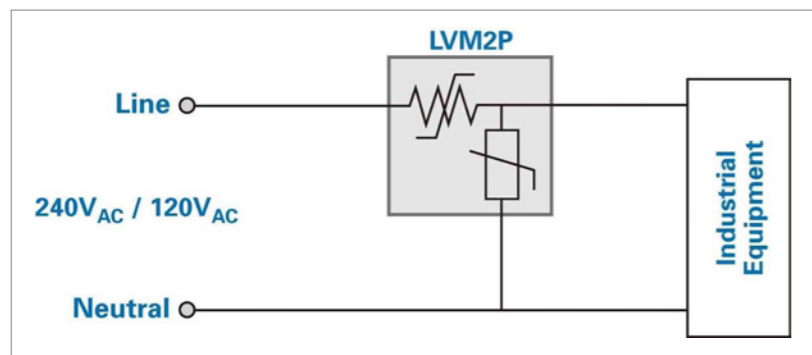 LVM2P
Line
240VAC / 120VAC
Neutral
Industrial
Equipment